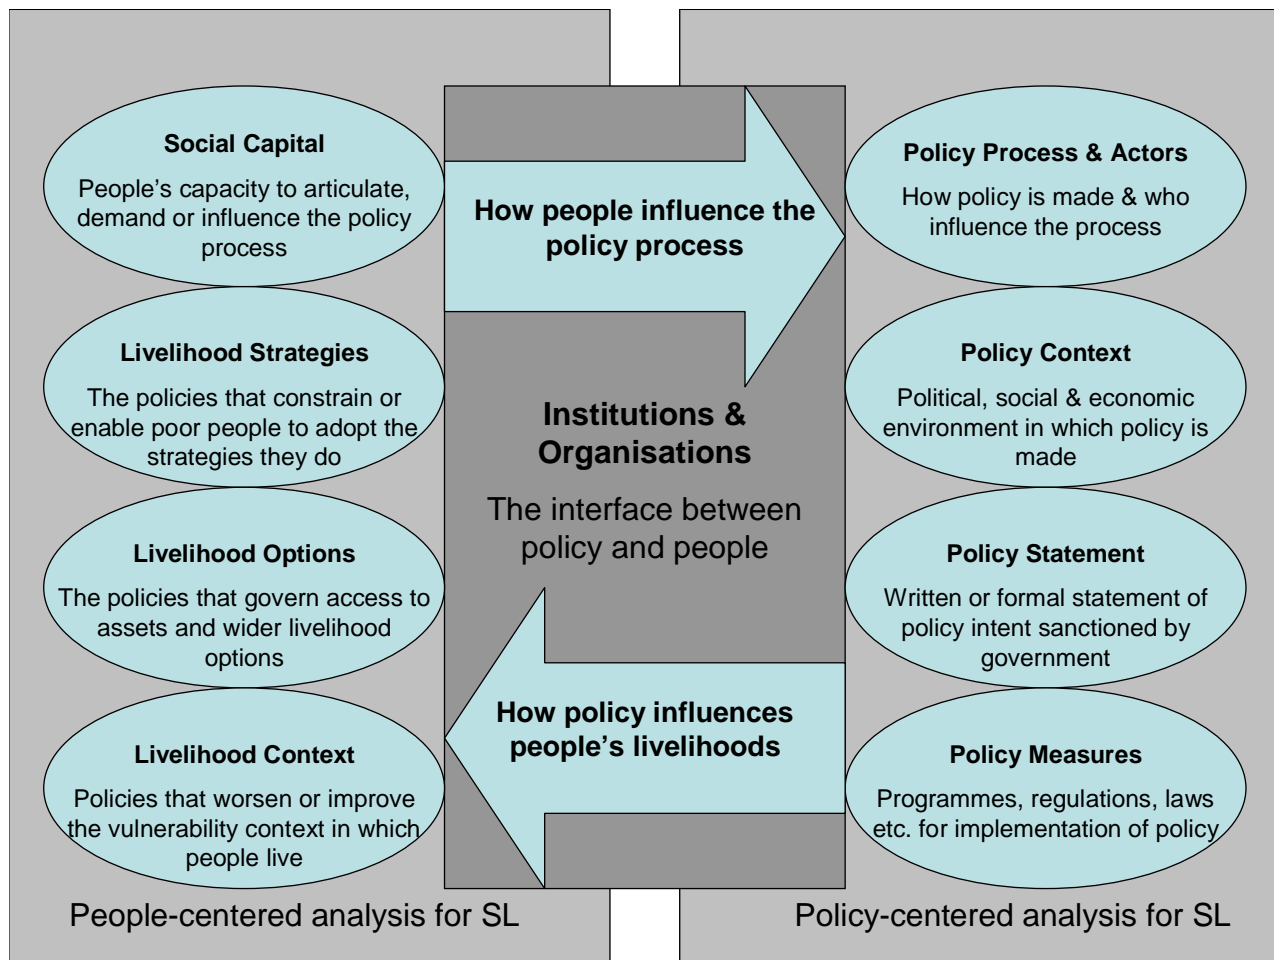 Social Capital
People’s capacity to articulate,
demand or influence the policy
process
Livelihood Strategies
The policies that constrain or
enable poor people to adopt the
strategies they do
Livelihood Options
The policies that govern access to
assets and wider livelihood
options
Livelihood Context
Policies that worsen or improve
the vulnerability context in which
people live
People-centered analysis for SL
How people influence the
policy process
Institutions &
Organisations
The interface between
policy and people
How policy influences
people’s livelihoods
Policy Process & Actors
How policy is made & who
influence the process
Policy Context
Political, social & economic
environment in which policy is
made
Policy Statement
Written or formal statement of
policy intent sanctioned by
government
Policy Measures
Programmes, regulations, laws
etc. for implementation of policy
Policy-centered analysis for SL